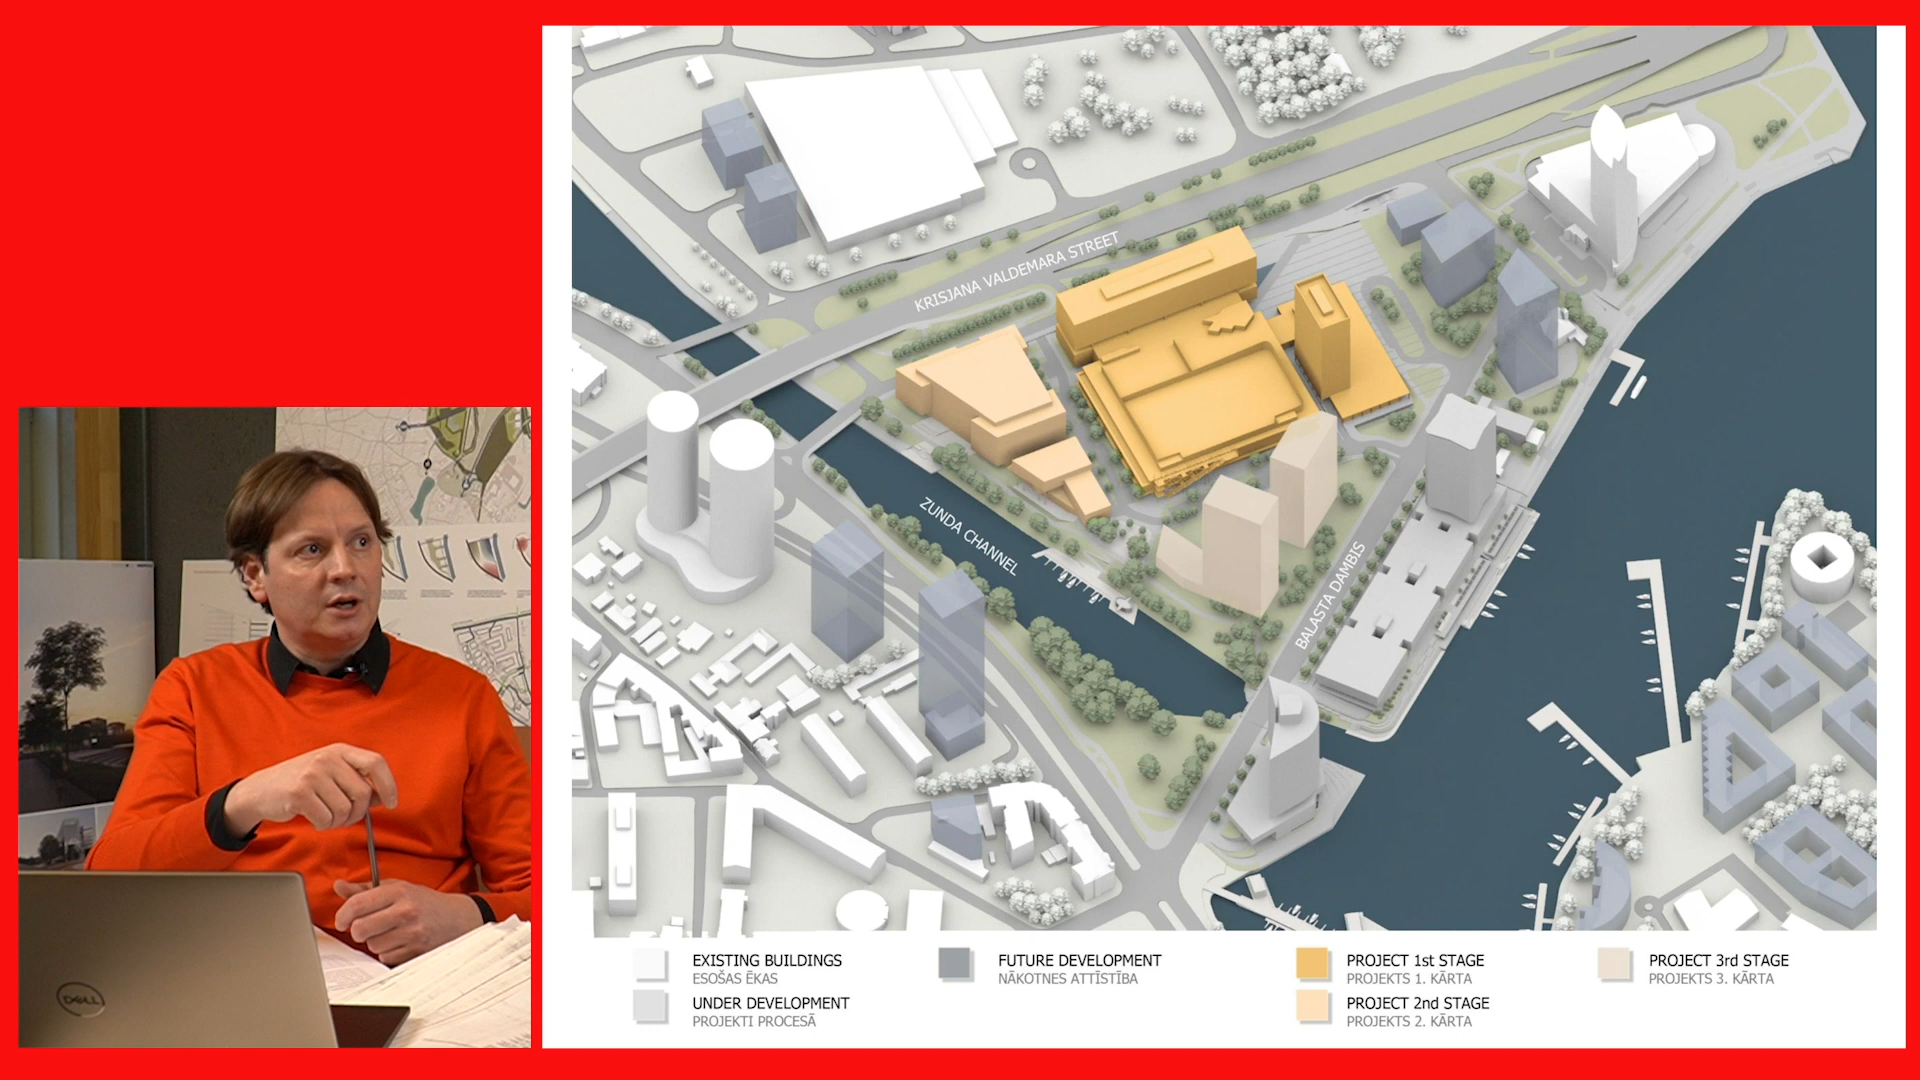 KRISJANA VALDEMARA STREET
ZUNDA CHANNEL
BALASTA DAMBIS
DELL
EXISTING BUILDINGS
ESOŠAS ĒKAS
UNDER DEVELOPMENT
PROJEKTI PROCESĀ
FUTURE DEVELOPMENT
NĀKOTNES ATTĪSTĪBA
PROJECT 1st STAGE
PROJEKTS 1. KĀRTA
PROJECT 2nd STAGE
PROJEKTS 2. KĀRTA
PROJECT 3rd STAGE
PROJEKTS 3. KĀRTA